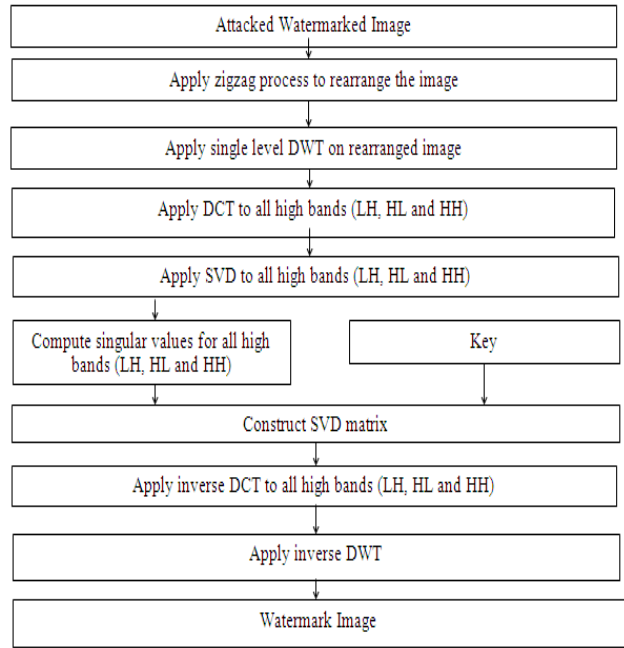 Attacked Watermarked Image
Apply zigzag process to rearrange the image
Apply single level DWT on rearranged image
Apply DCT to all high bands (LH, HL and HH)
Apply SVD to all high bands (LH, HL and HH)
Compute singular values for all high
bands (LH, HL and HH)
Key
Construct SVD matrix
Apply inverse DCT to all high bands (LH, HL and HH)
Apply inverse DWT
Watermark Image